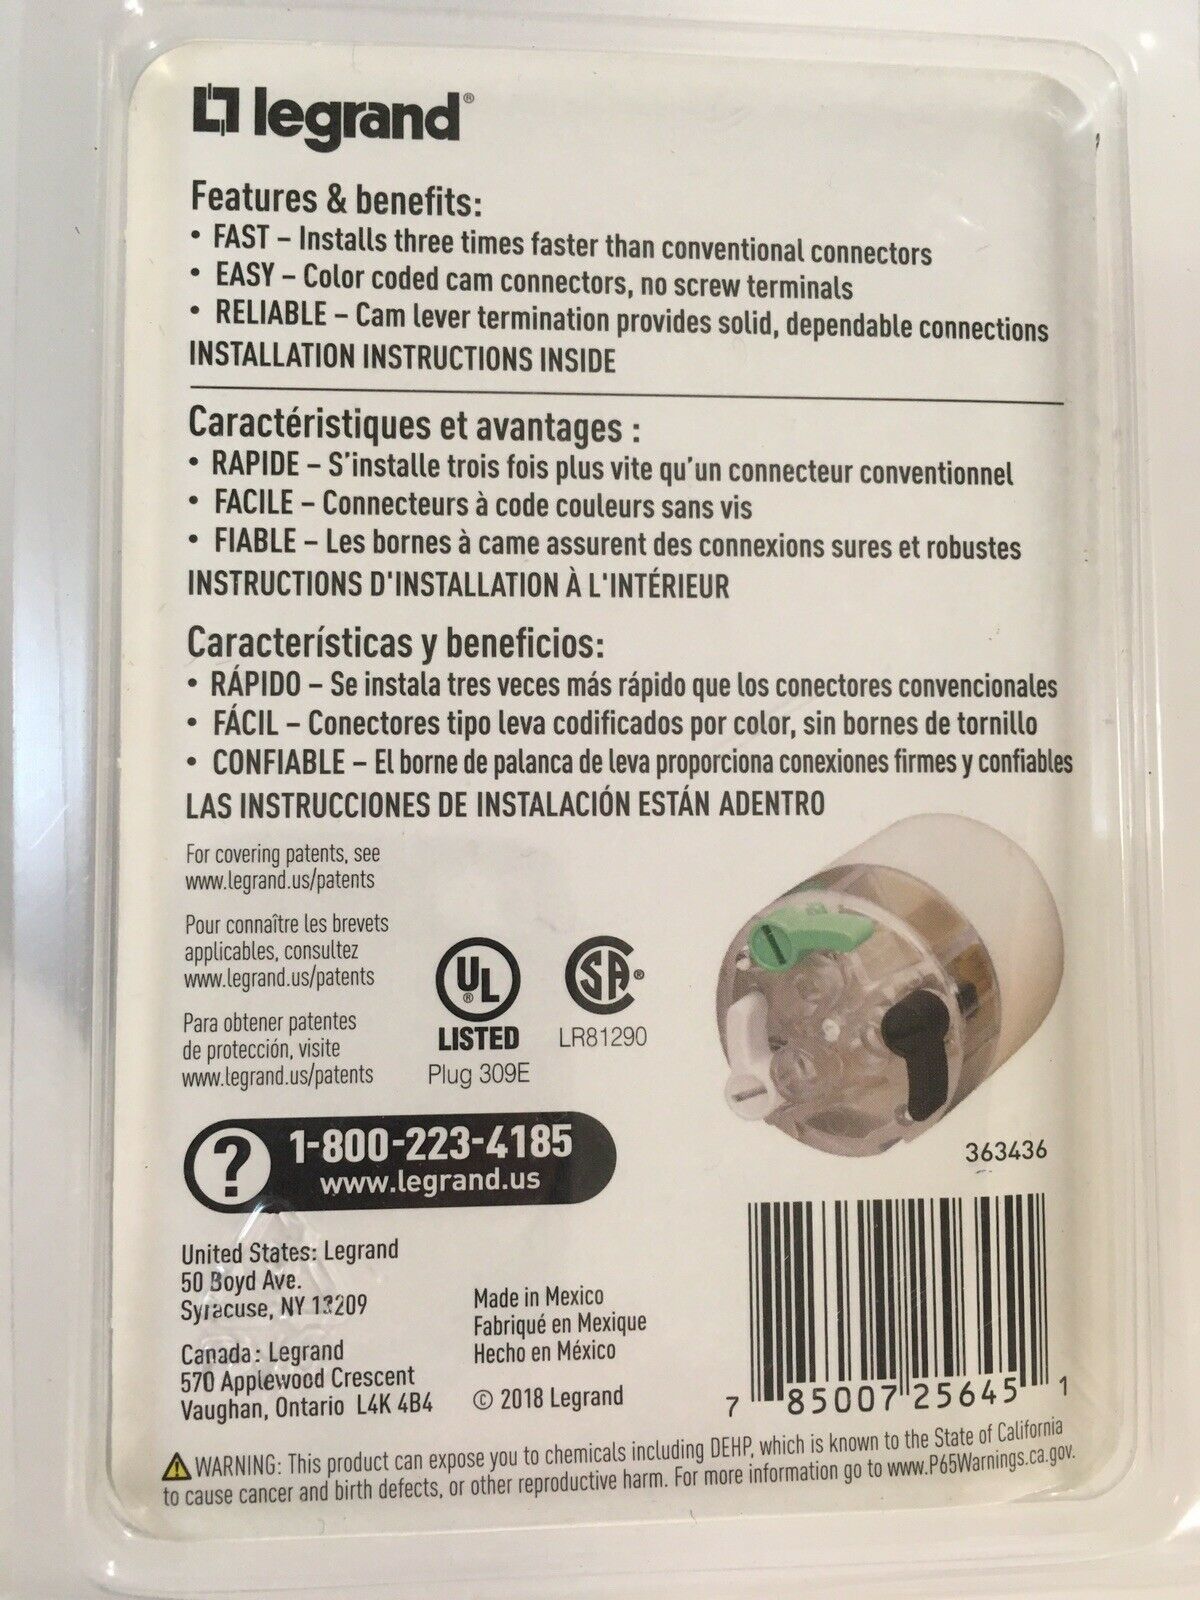 legrand®
Features & benefits:
• FAST – Installs three times faster than conventional connectors
• EASY – Color coded cam connectors, no screw terminals
• RELIABLE – Cam lever termination provides solid, dependable connections
INSTALLATION INSTRUCTIONS INSIDE
Caractéristiques et avantages :
• RAPIDE – S'installe trois fois plus vite qu'un connecteur conventionnel
• FACILE – Connecteurs à code couleurs sans vis
• FIABLE – Les bornes à came assurent des connexions sures et robustes
INSTRUCTIONS D'INSTALLATION À L'INTÉRIEUR
Características y beneficios:
• RÁPIDO – Se instala tres veces más rápido que los conectores convencionales
• FÁCIL – Conectores tipo leva codificados por color, sin bornes de tornillo
• CONFIABLE – El borne de palanca de leva proporciona conexiones firmes y confiables
LAS INSTRUCCIONES DE INSTALACIÓN ESTÁN ADENTRO
For covering patents, see
www.legrand.us/patents
Pour connaître les brevets
applicables, consultez
www.legrand.us/patents
Para obtener patentes
de protección, visite
www.legrand.us/patents
UL®
LISTED
Plug 309E
SA®
LR81290
363436
? 1-800-223-4185
www.legrand.us
United States: Legrand
50 Boyd Ave.
Syracuse, NY 13209
Canada: Legrand
570 Applewood Crescent
Vaughan, Ontario L4K 4B4
Made in Mexico
Fabriqué en Mexique
Hecho en México
© 2018 Legrand
7 85007 25645 1
WARNING: This product can expose you to chemicals including DEHP, which is known to the State of California
to cause cancer and birth defects, or other reproductive harm. For more information go to www.P65Warnings.ca.gov.